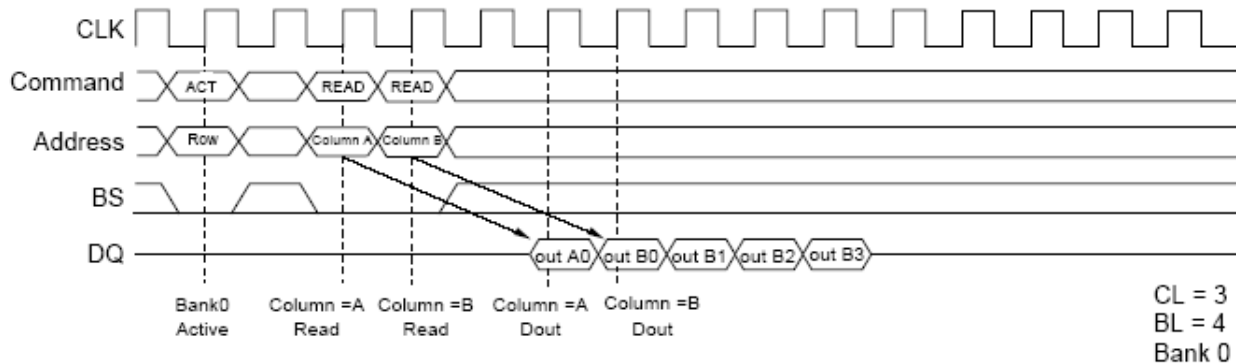 CLK
Command ACT READ READ
Address Row Column A Column B
BS
DQ out A0 out B0 out B1 out B2 out B3
Bank0 Column =A Column =B Column =A Column =B
Active Read Read Dout Dout
CL = 3
BL = 4
Bank 0